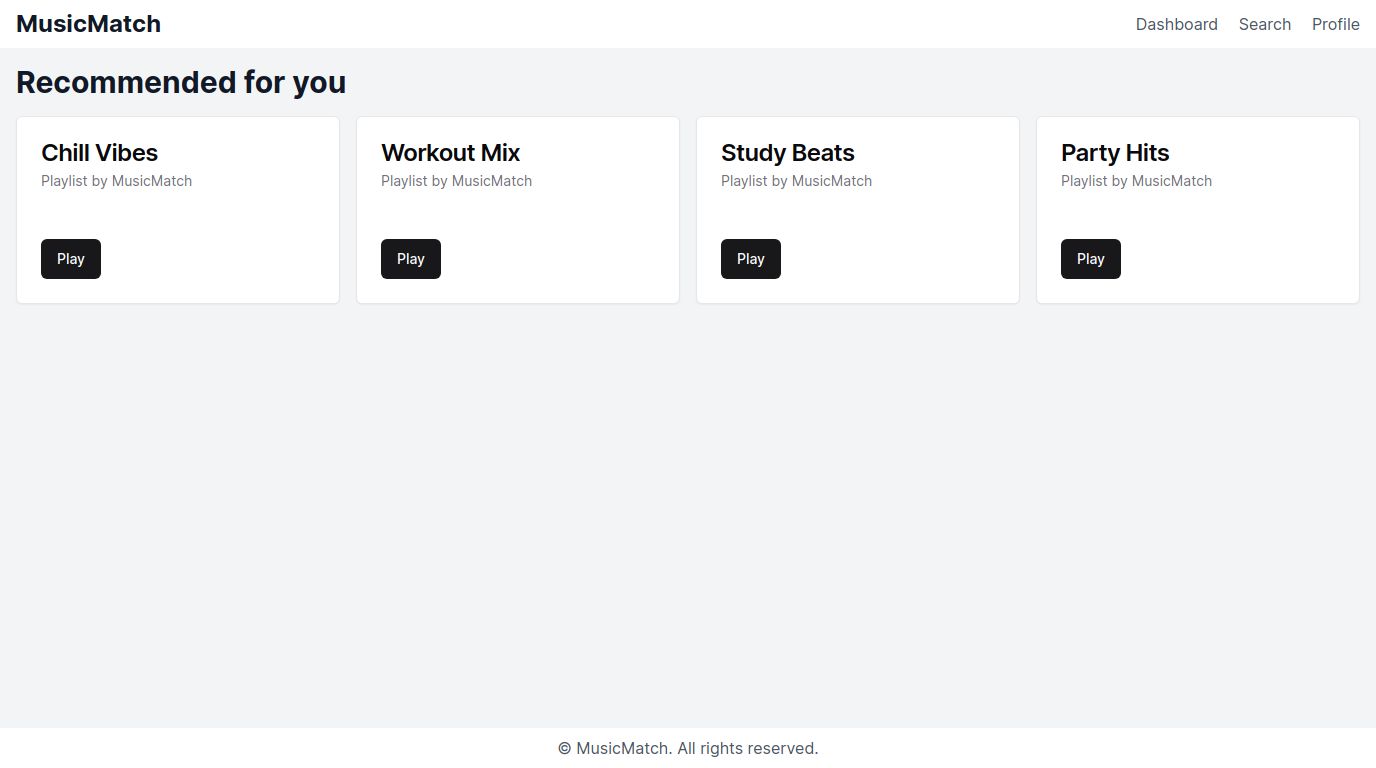 MusicMatch
Dashboard Search Profile
Recommended for you
Chill Vibes
Playlist by MusicMatch
Play
Workout Mix
Playlist by MusicMatch
Play
Study Beats
Playlist by MusicMatch
Play
Party Hits
Playlist by MusicMatch
Play
© MusicMatch. All rights reserved.